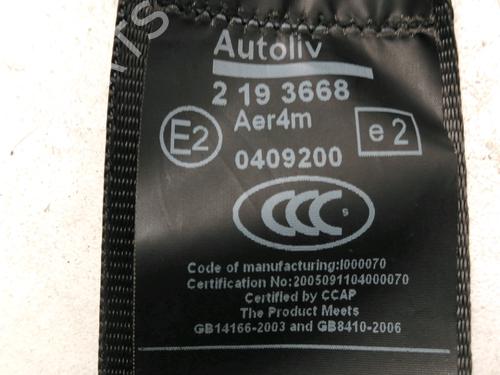 Autoliv
2 19 3668
E2 Aer4m e 2
0409200
CCC 9
Code of manufacturing:I000070
Certification No:2005091104000070
Certified by CCAP
The Product Meets
GB14166-2003 and GB8410-2006